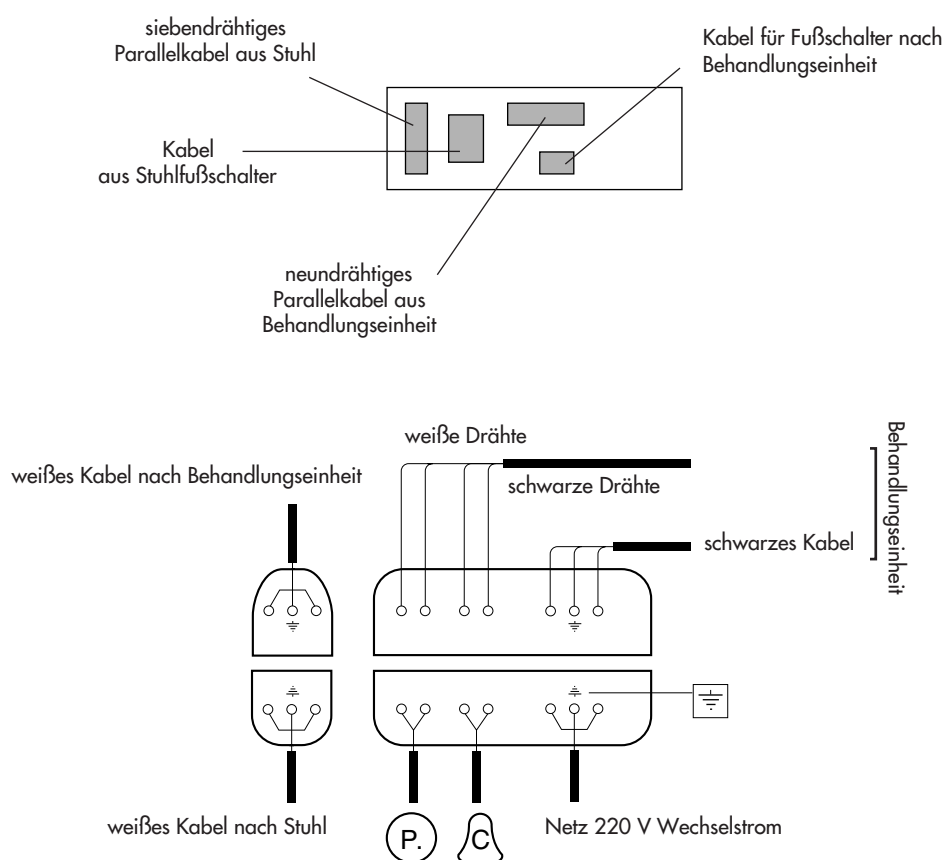 siebendrähtiges
Parallelkabel aus Stuhl
Kabel für Fußschalter nach
Behandlungseinheit
Kabel
aus Stuhlfußschalter
neundrähtiges
Parallelkabel aus
Behandlungseinheit
weiße Drähte
weißes Kabel nach Behandlungseinheit
schwarze Drähte
schwarzes Kabel
Behandlungseinheit
weißes Kabel nach Stuhl
P.
C
Netz 220 V Wechselstrom